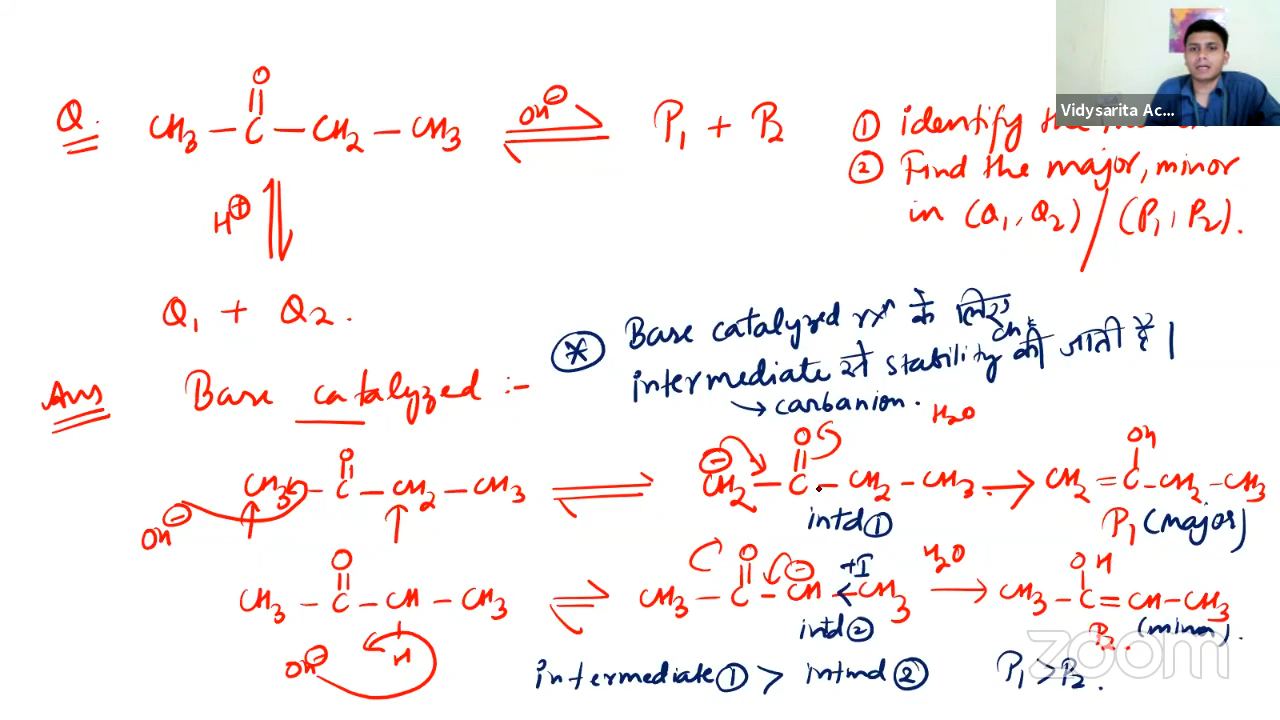 Q. CH3 – C – CH2 – CH3 ⇌ P1 + P2
O
||
OH⊖
Vidysarita Ac...
① identify the
② Find the major, minor
in (Q1, Q2) / (P1, P2).
H⊕
Q1 + Q2 .
⊛ Base catalyzed rxn के लिए
intermediate की stability की जाती है |
→ carbanion.
Ans Base catalyzed :-
O
||
CH3 – C – CH2 – CH3 ⇌ ⊖CH2 – C – CH2 – CH3 . → CH2 = C – CH2 – CH3
OH⊖
O
||
H2O
OH
intd ①
P1 (major)
O
||
CH3 – C – CH – CH3 ⇌ CH3 – C – CH ← CH3 → CH3 – C = CH – CH3
H
OH⊖
O
||
⊖
+I
H2O
OH
intd ②
P2 (minor).
intermediate ① > intmd ② P1 > P2 .
zoom